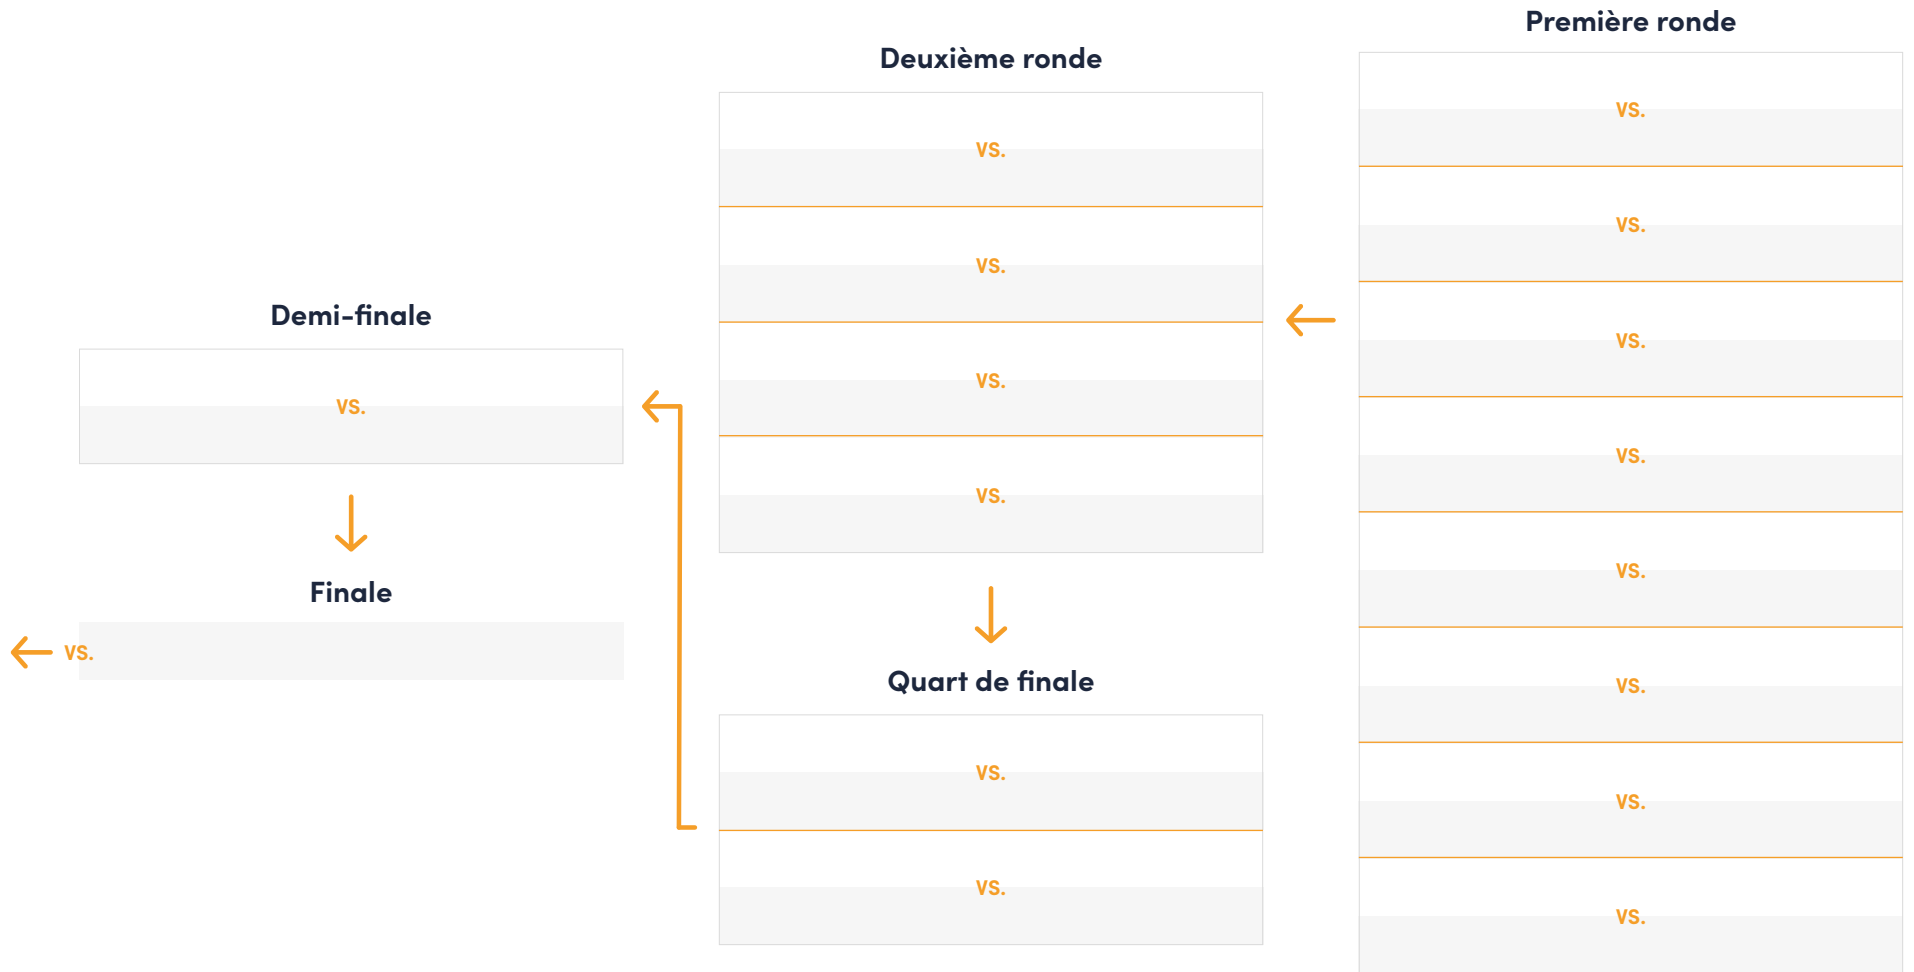 Première ronde
VS.
VS.
VS.
VS.
VS.
VS.
VS.
VS.
Deuxième ronde
VS.
VS.
VS.
VS.
Quart de finale
VS.
VS.
Demi-finale
VS.
Finale
VS.